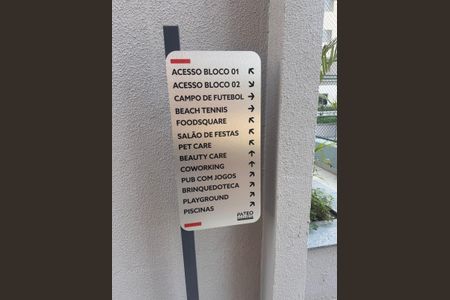 ACESSO BLOCO 01 ↖
ACESSO BLOCO 02 ↘
CAMPO DE FUTEBOL →
BEACH TENNIS →
FOODSQUARE ↖
SALÃO DE FESTAS ↖
PET CARE ↖
BEAUTY CARE ↑
COWORKING ↑
PUB COM JOGOS ↗
BRINQUEDOTECA ↗
PLAYGROUND ↗
PISCINAS ↗
PATEO